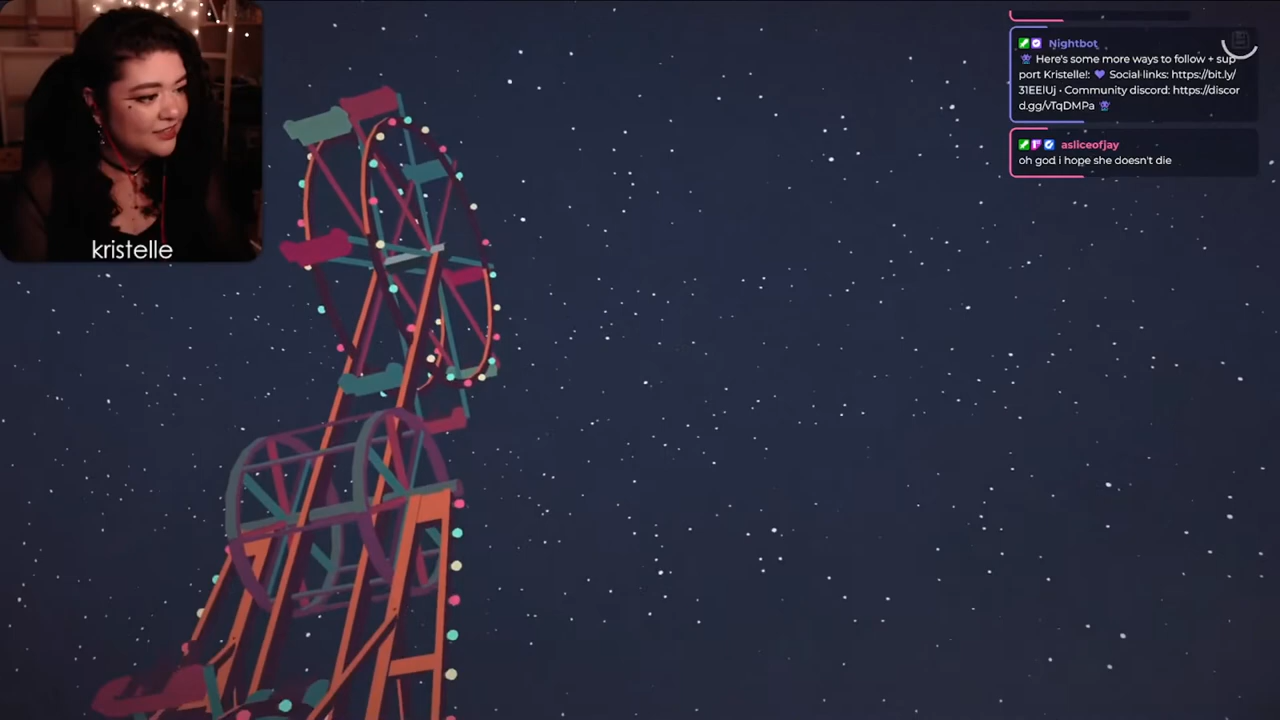 kristelle
Nightbot
Here's some more ways to follow + sup
port Kristelle!: 💜 Social links: https://bit.ly/
31EElUj • Community discord: https://discor
d.gg/vTqDMPa
asliceofjay
oh god i hope she doesn't die